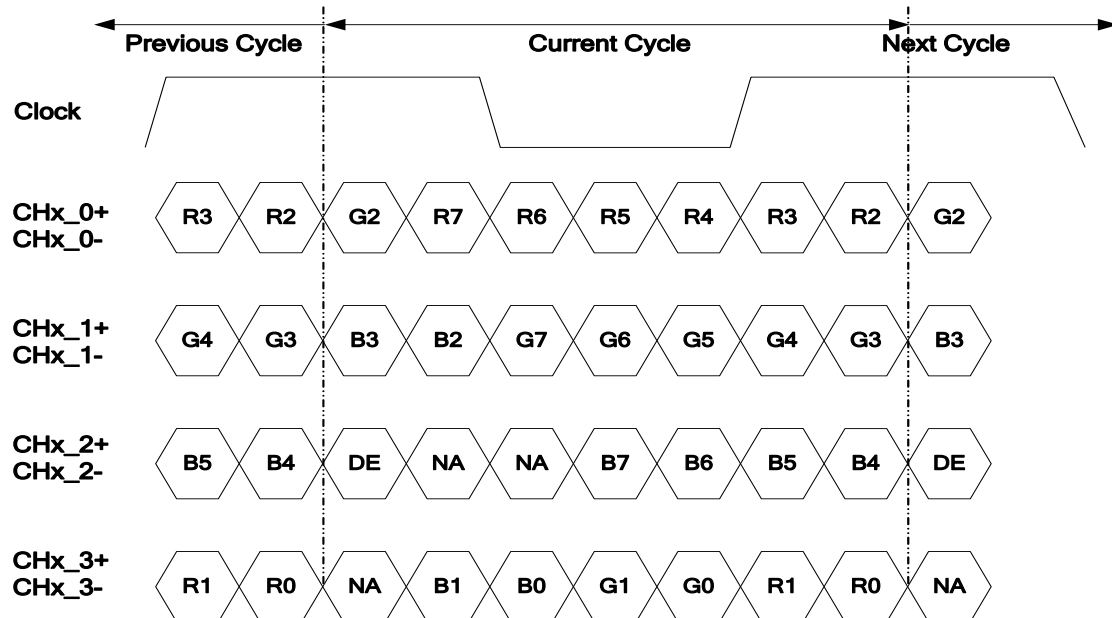 Previous Cycle Current Cycle Next Cycle
Clock
CHx_0+
CHx_0-
R3 R2 G2 R7 R6 R5 R4 R3 R2 G2
CHx_1+
CHx_1-
G4 G3 B3 B2 G7 G6 G5 G4 G3 B3
CHx_2+
CHx_2-
B5 B4 DE NA NA B7 B6 B5 B4 DE
CHx_3+
CHx_3-
R1 R0 NA B1 B0 G1 G0 R1 R0 NA